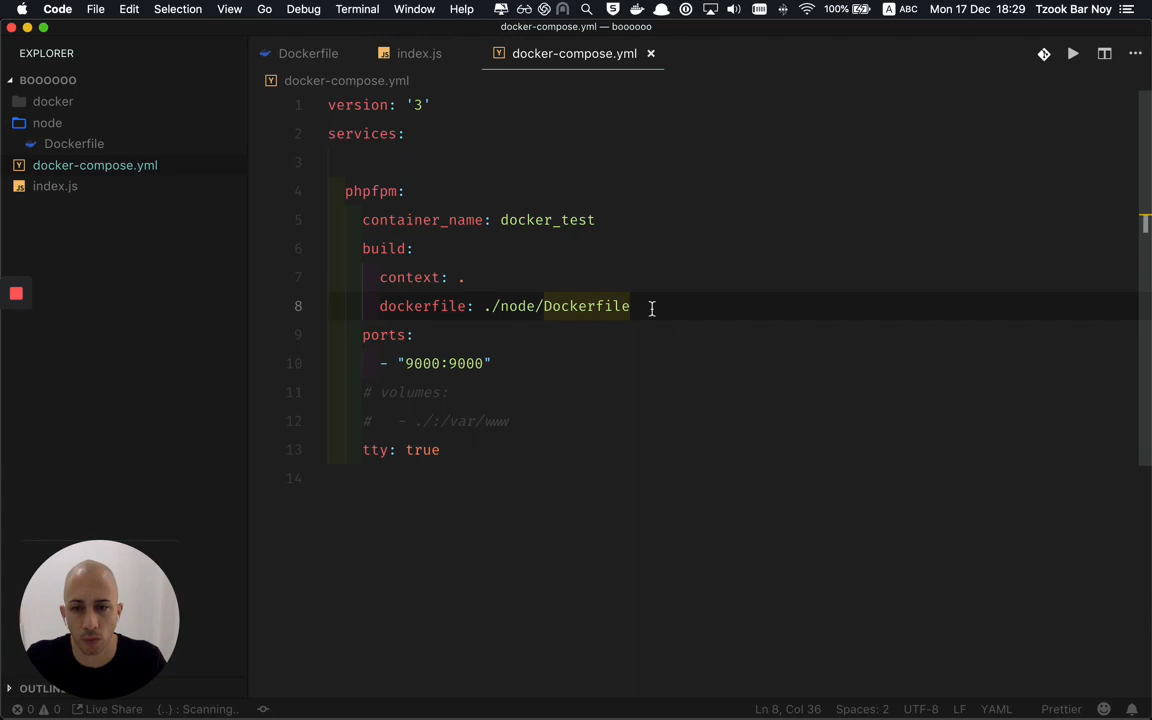 Code File Edit Selection View Go Debug Terminal Window Help 100% A ABC Mon 17 Dec 18:29 Tzook Bar Noy
docker-compose.yml — boooooo
EXPLORER
BOOOOOO
docker
node
Dockerfile
docker-compose.yml
index.js
Dockerfile JS index.js Y docker-compose.yml ×
Y docker-compose.yml
1 version: '3'
2 services:
3
4 phpfpm:
5 container_name: docker_test
6 build:
7 context: .
8 dockerfile: ./node/Dockerfile
9 ports:
10 - "9000:9000"
11 # volumes:
12 # - ./:/var/www
13 tty: true
14
OUTLIN
0 0 Live Share {..} : Scanning.. Ln 8, Col 36 Spaces: 2 UTF-8 LF YAML Prettier